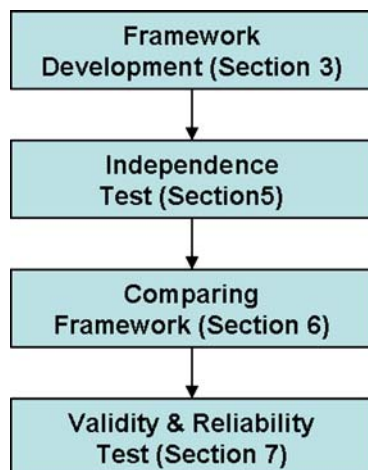 Framework
Development (Section 3)
Independence
Test (Section5)
Comparing
Framework (Section 6)
Validity & Reliability
Test (Section 7)